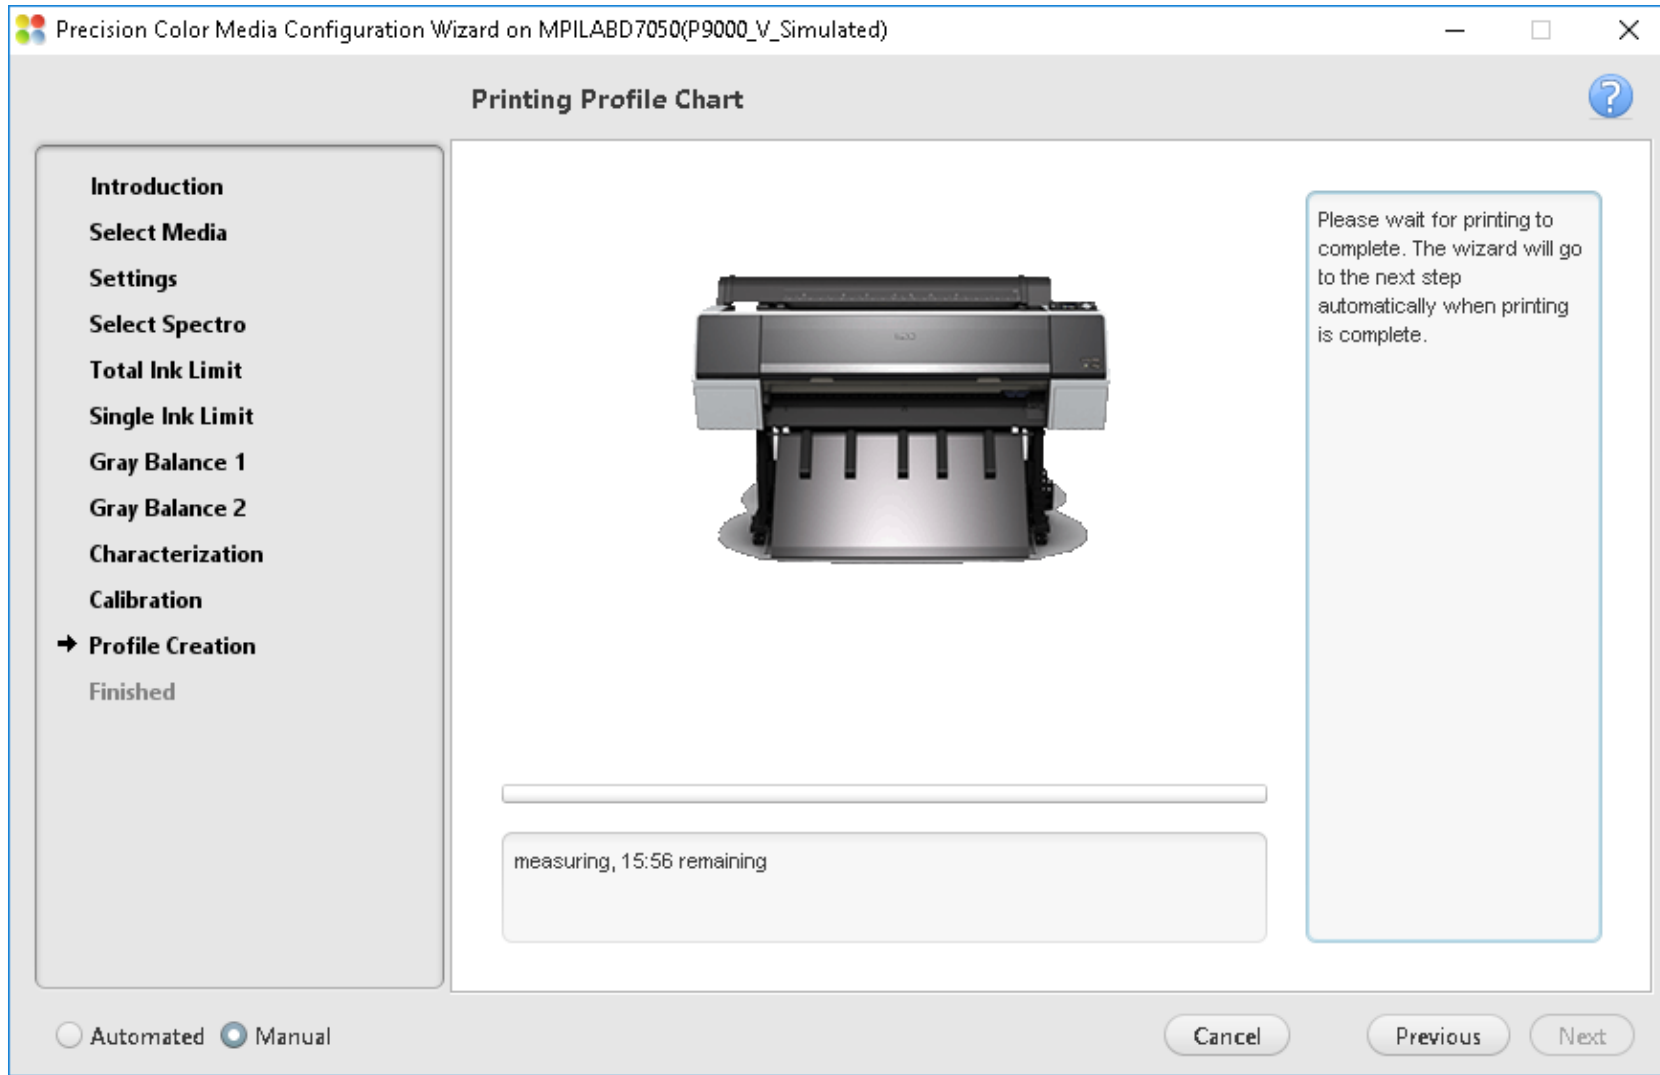 Precision Color Media Configuration Wizard on MPILABD7050(P9000_V_Simulated)
Printing Profile Chart
?
Introduction
Select Media
Settings
Select Spectro
Total Ink Limit
Single Ink Limit
Gray Balance 1
Gray Balance 2
Characterization
Calibration
Profile Creation
Finished
Please wait for printing to
complete. The wizard will go
to the next step
automatically when printing
is complete.
measuring, 15:56 remaining
Automated Manual
Cancel Previous Next